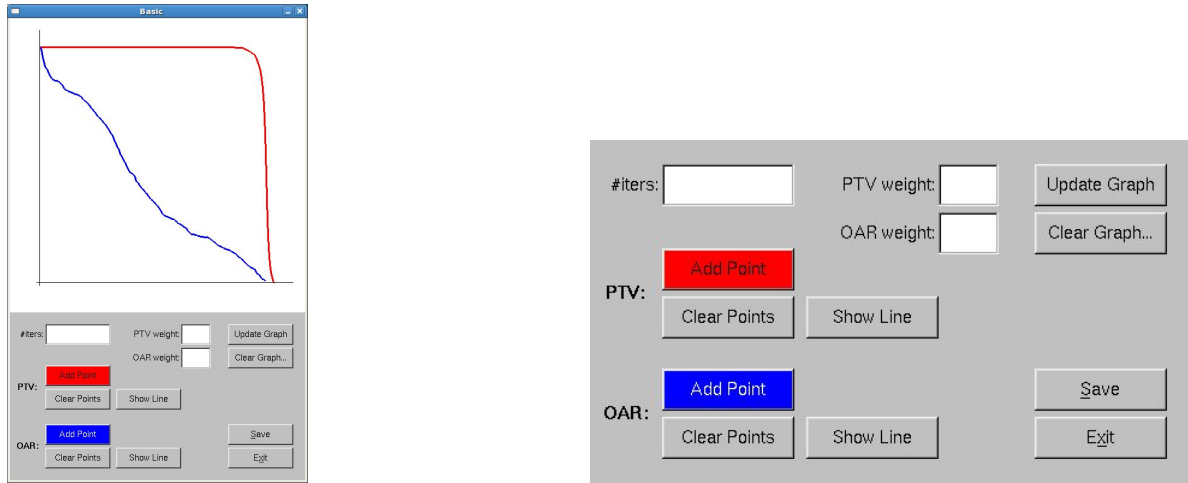 Basic
#iters:
PTV weight:
Update Graph
OAR weight:
Clear Graph...
Add Point
PTV:
Clear Points
Show Line
Add Point
Save
OAR:
Clear Points
Show Line
Exit
#iters:
PTV weight:
Update Graph
OAR weight:
Clear Graph...
Add Point
PTV:
Clear Points
Show Line
Add Point
Save
OAR:
Clear Points
Show Line
Exit